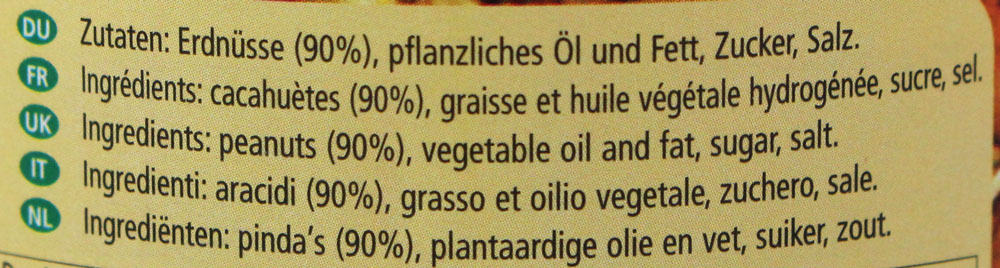 DU Zutaten: Erdnüsse (90%), pflanzliches Öl und Fett, Zucker, Salz.
FR Ingrédients: cacahuètes (90%), graisse et huile végétale hydrogénée, sucre, sel.
UK Ingredients: peanuts (90%), vegetable oil and fat, sugar, salt.
IT Ingredienti: aracidi (90%), grasso et oilio vegetale, zuchero, sale.
NL Ingrediënten: pinda's (90%), plantaardige olie en vet, suiker, zout.